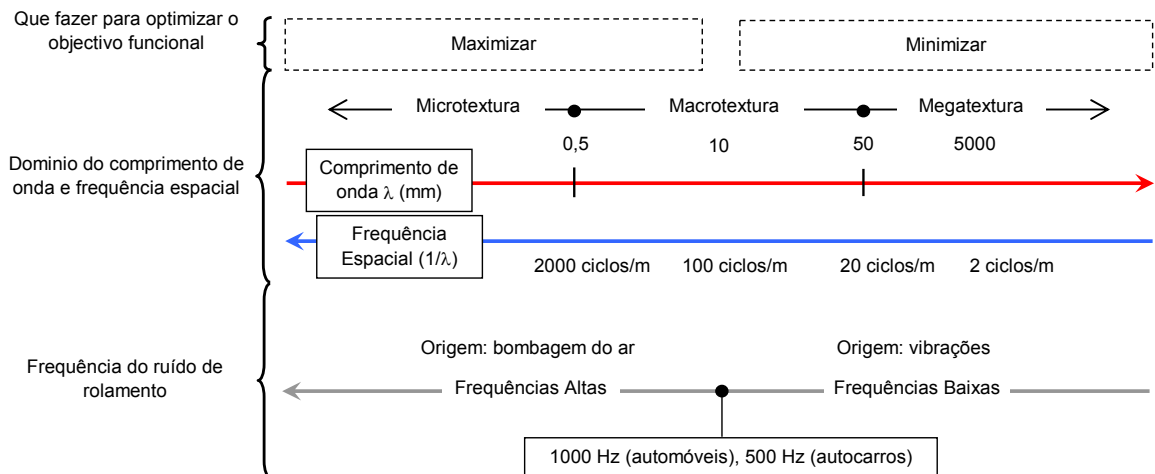 Que fazer para optimizar o
objectivo funcional
Maximizar
Minimizar
Microtextura
Macrotextura
Megatextura
0,5
10
50
5000
Dominio do comprimento de
onda e frequência espacial
Comprimento de
onda λ (mm)
Frequência
Espacial (1/λ)
2000 ciclos/m
100 ciclos/m
20 ciclos/m
2 ciclos/m
Frequência do ruído de
rolamento
Origem: bombagem do ar
Origem: vibrações
Frequências Altas
Frequências Baixas
1000 Hz (automóveis), 500 Hz (autocarros)